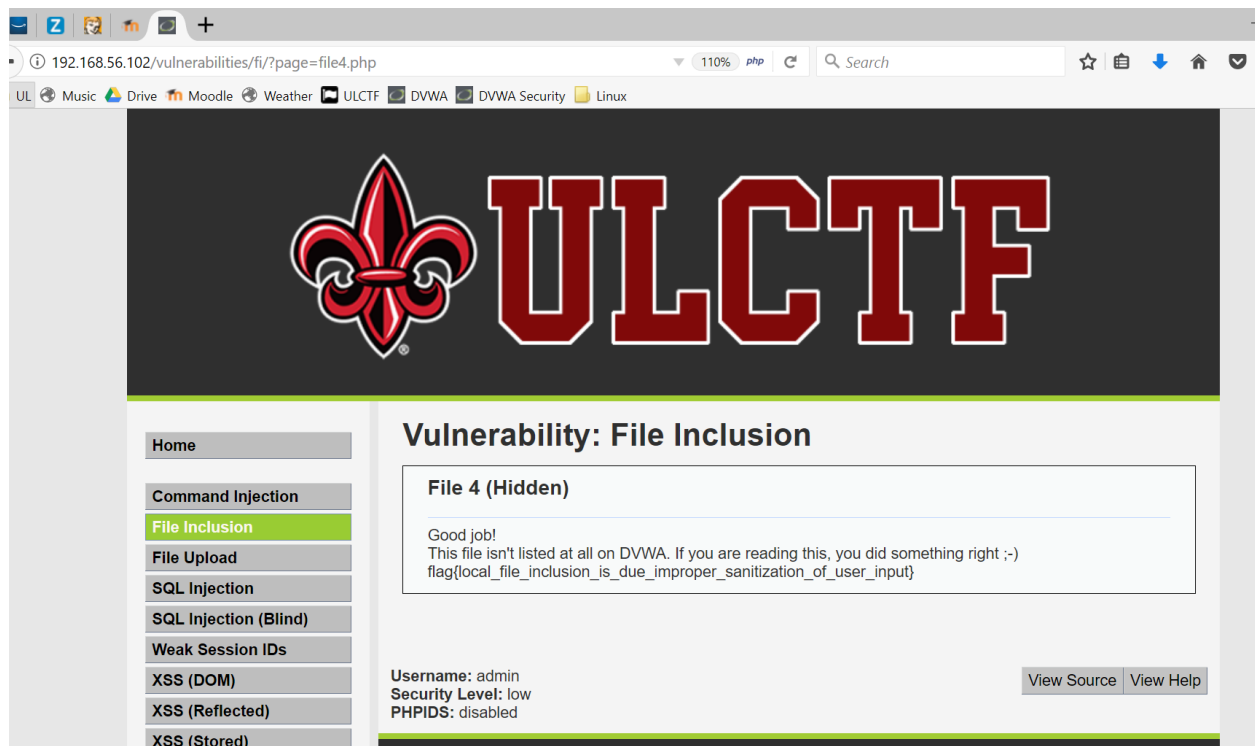 192.168.56.102/vulnerabilities/fi/?page=file4.php
110%
php
Search
UL
Music
Drive
Moodle
Weather
ULCTF
DVWA
DVWA Security
Linux
ULCTF
®
Home
Command Injection
File Inclusion
File Upload
SQL Injection
SQL Injection (Blind)
Weak Session IDs
XSS (DOM)
XSS (Reflected)
XSS (Stored)
Vulnerability: File Inclusion
File 4 (Hidden)
Good job!
This file isn't listed at all on DVWA. If you are reading this, you did something right ;-)
flag{local_file_inclusion_is_due_improper_sanitization_of_user_input}
Username: admin
Security Level: low
PHPIDS: disabled
View Source
View Help